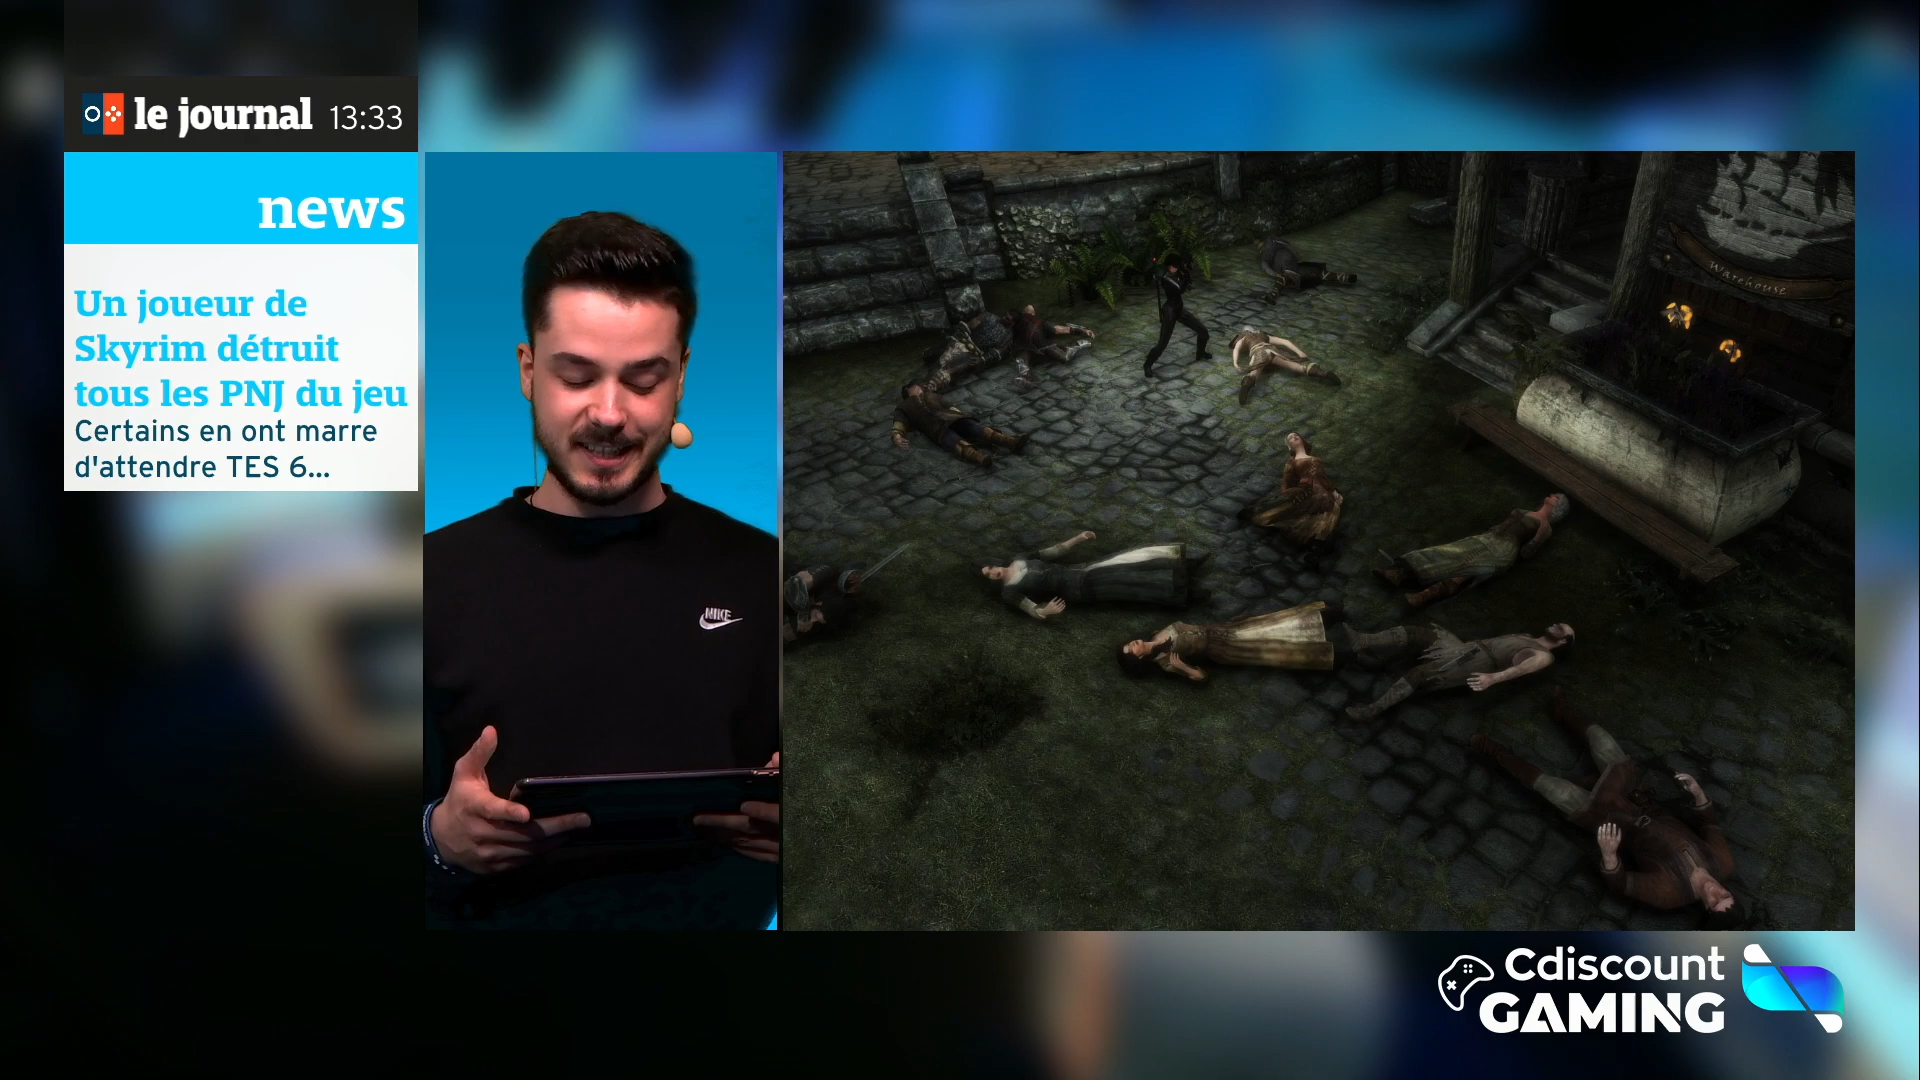 le journal 13:33
news
Un joueur de
Skyrim détruit
tous les PNJ du jeu
Certains en ont marre
d'attendre TES 6...
NIKE
Warehouse
Cdiscount
GAMING